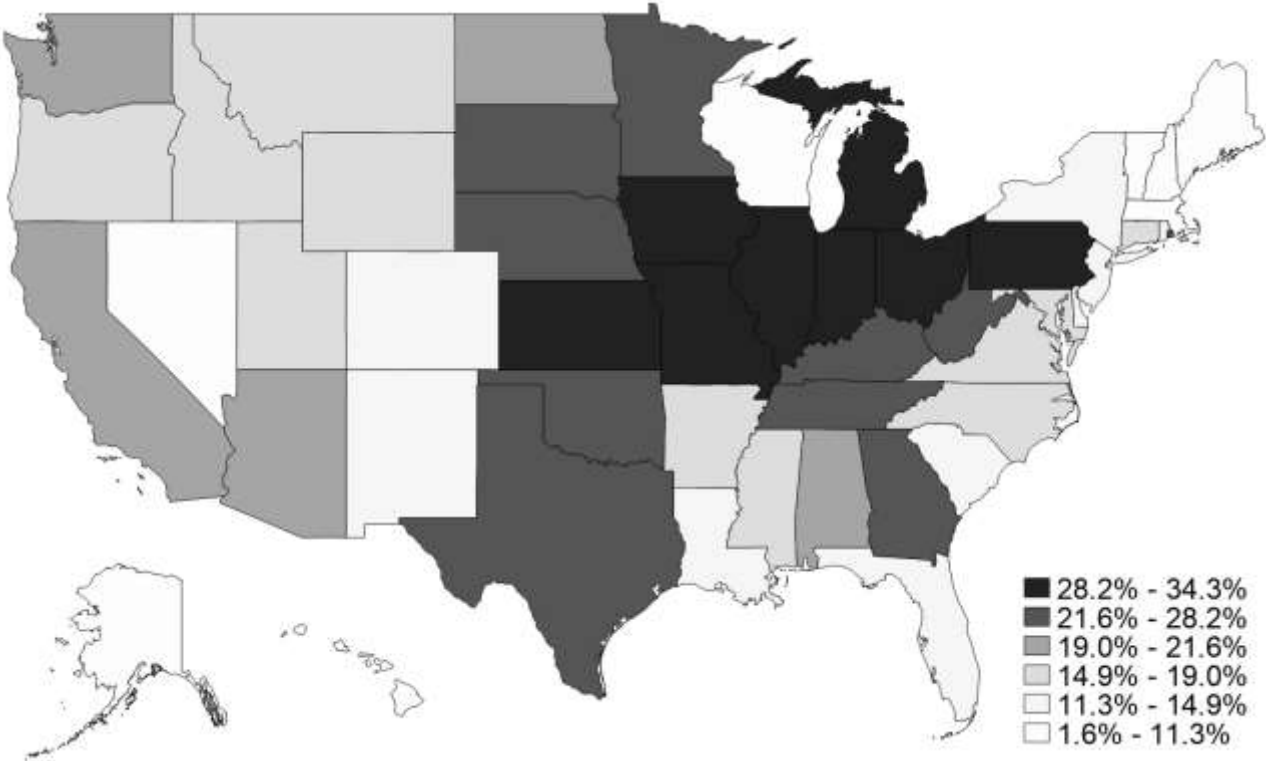 28.2% - 34.3%
21.6% - 28.2%
19.0% - 21.6%
14.9% - 19.0%
11.3% - 14.9%
1.6% - 11.3%